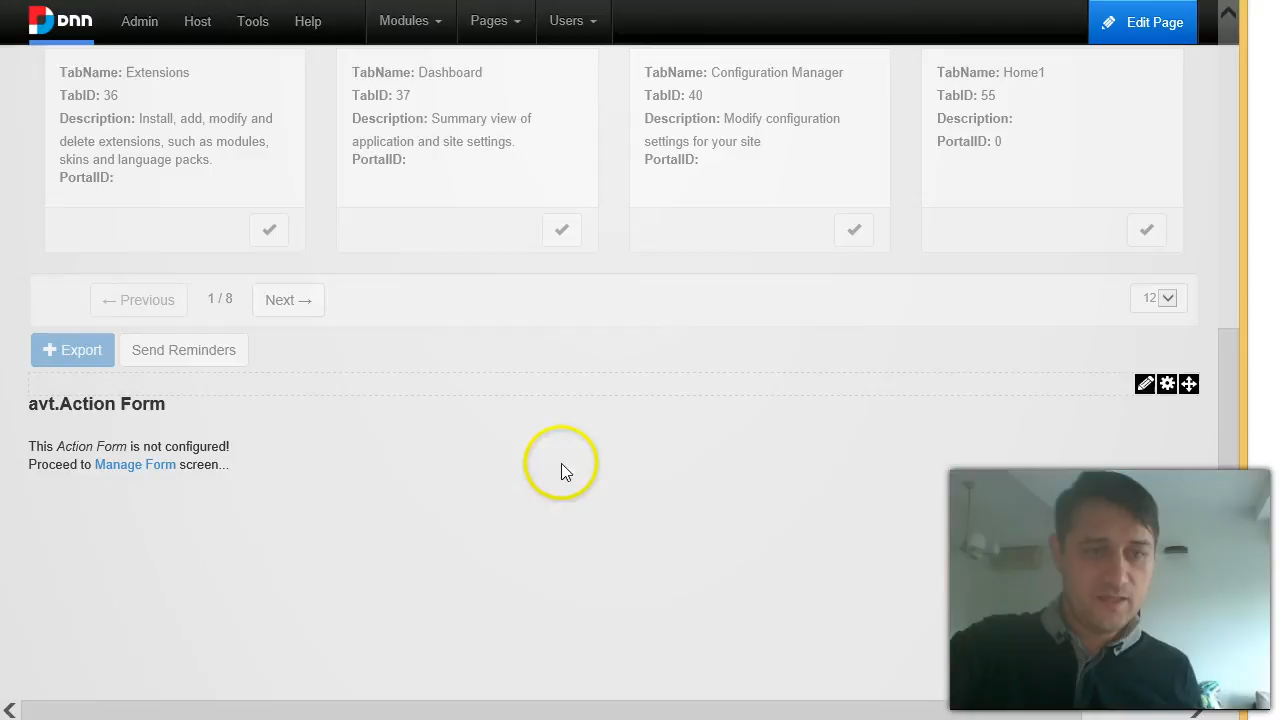 DNN Admin Host Tools Help Modules Pages Users Edit Page
TabName: Extensions
TabID: 36
Description: Install, add, modify and
delete extensions, such as modules,
skins and language packs.
PortalID:
TabName: Dashboard
TabID: 37
Description: Summary view of
application and site settings.
PortalID:
TabName: Configuration Manager
TabID: 40
Description: Modify configuration
settings for your site
PortalID:
TabName: Home1
TabID: 55
Description:
PortalID: 0
← Previous 1 / 8 Next → 12
Export Send Reminders
avt.Action Form
This Action Form is not configured!
Proceed to Manage Form screen...